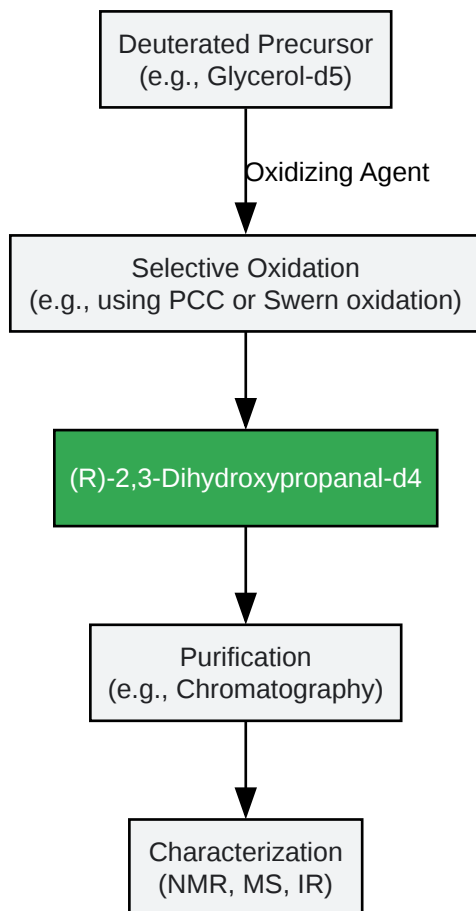 Deuterated Precursor
(e.g., Glycerol-d5)
Oxidizing Agent
Selective Oxidation
(e.g., using PCC or Swern oxidation)
(R)-2,3-Dihydroxypropanal-d4
Purification
(e.g., Chromatography)
Characterization
(NMR, MS, IR)